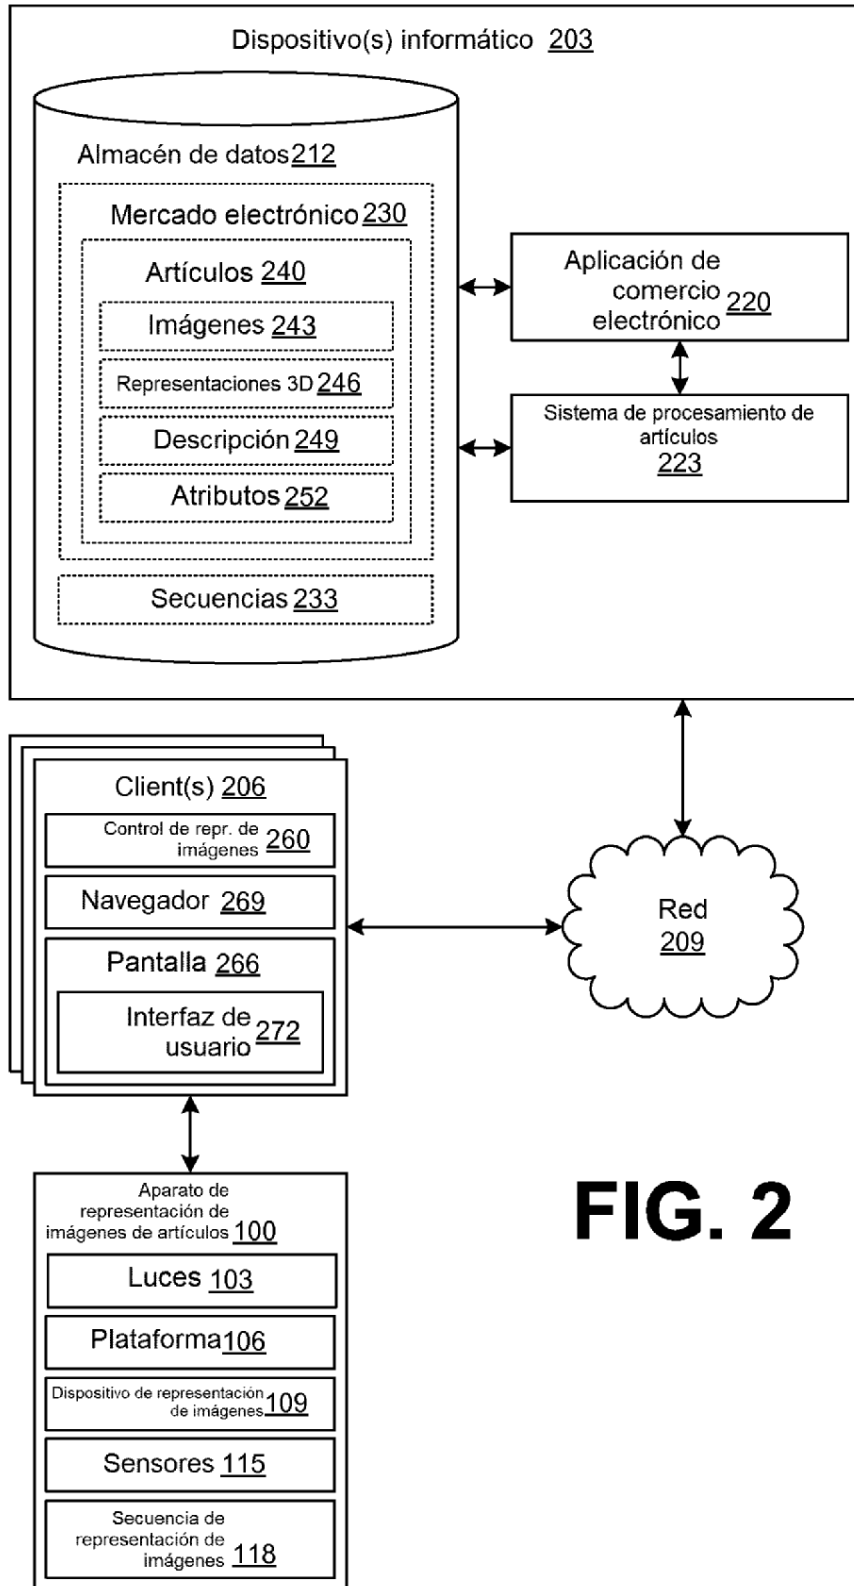 Dispositivo(s) informático 203
Almacén de datos 212
Mercado electrónico 230
Artículos 240
Imágenes 243
Representaciones 3D 246
Descripción 249
Atributos 252
Secuencias 233
Aplicación de
comercio
electrónico 220
Sistema de procesamiento de
artículos
223
Client(s) 206
Control de repr. de
imágenes 260
Navegador 269
Pantalla 266
Interfaz de
usuario 272
Red
209
Aparato de
representación de
imágenes de artículos 100
Luces 103
Plataforma 106
Dispositivo de representación
de imágenes 109
Sensores 115
Secuencia de
representación de
imágenes 118
FIG. 2